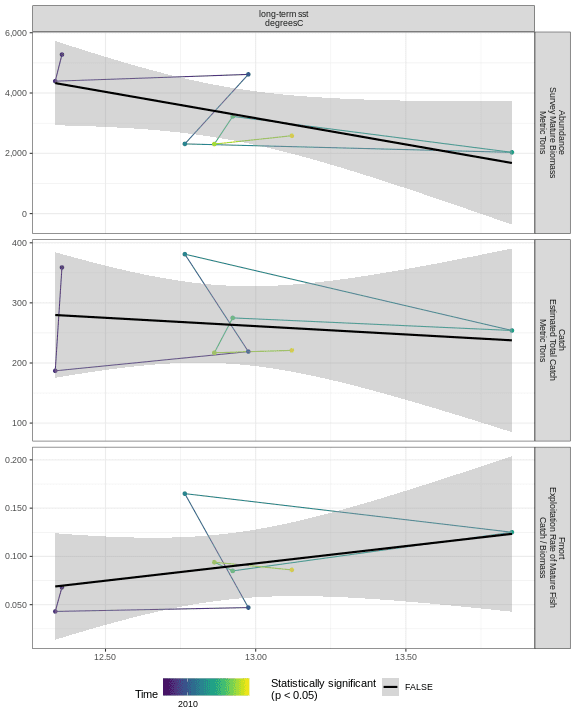 long-term sst
degreesC
6,000
4,000
2,000
0
Abundance
Survey Mature Biomass
Metric Tons
400
300
200
100
Catch
Estimated Total Catch
Metric Tons
0.200
0.150
0.100
0.050
Fmort
Exploitation Rate of Mature Fish
Catch / Biomass
12.50 13.00 13.50
Time
2010
Statistically significant
(p < 0.05)
FALSE